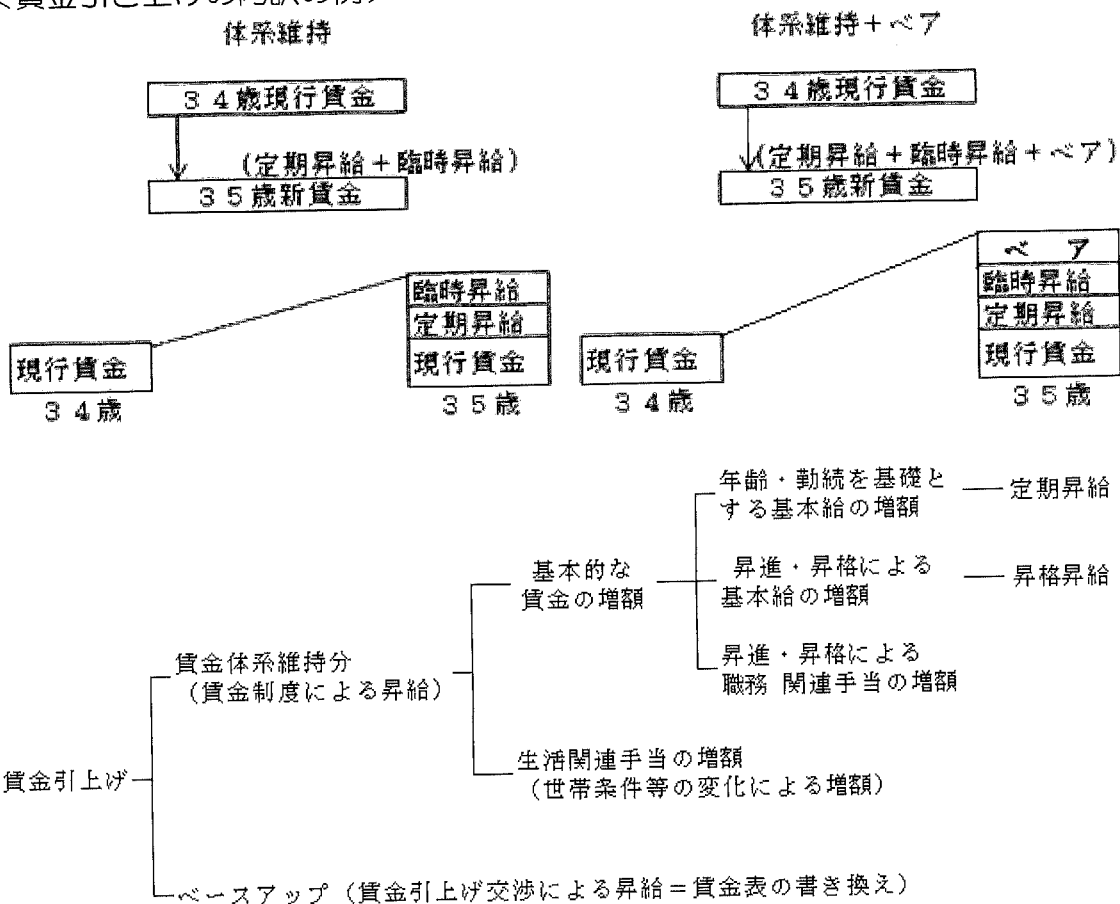 ＜賃金引き上げの内訳の例＞
体系維持
３４歳現行賃金
(定期昇給＋臨時昇給)
３５歳新賃金
臨時昇給
定期昇給
現行賃金
現行賃金
３４歳
３５歳
体系維持＋ベア
３４歳現行賃金
(定期昇給＋臨時昇給＋ベア)
３５歳新賃金
ベ ア
臨時昇給
定期昇給
現行賃金
現行賃金
３４歳
３５歳
賃金引上げ
賃金体系維持分
（賃金制度による昇給）
基本的な
賃金の増額
年齢・勤続を基礎と
する基本給の増額
定期昇給
昇進・昇格による
基本給の増額
昇格昇給
昇進・昇格による
職務 関連手当の増額
生活関連手当の増額
（世帯条件等の変化による増額）
ベースアップ（賃金引上げ交渉による昇給＝賃金表の書き換え）